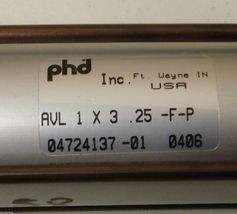 phd Inc. Ft. Wayne IN
USA
AVL 1 X 3 .25 -F-P
04724137 -01 0406